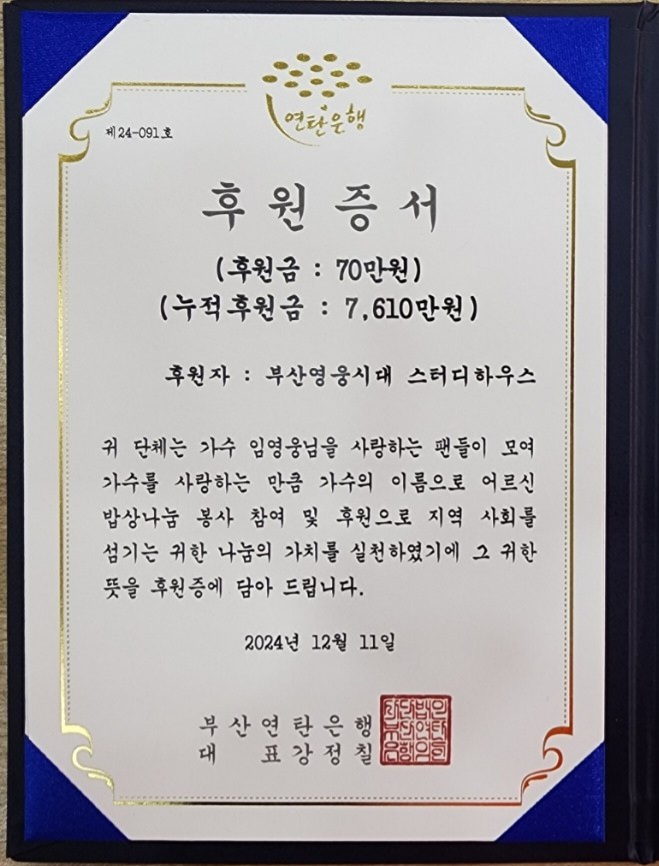 연탄은행
제24-091호
후원증서
(후원금 : 70만원)
(누적후원금 : 7,610만원)
후원자 : 부산영웅시대 스터디하우스
귀 단체는 가수 임영웅님을 사랑하는 팬들이 모여
가수를 사랑하는 만큼 가수의 이름으로 어르신
밥상나눔 봉사 참여 및 후원으로 지역 사회를
섬기는 귀한 나눔의 가치를 실천하였기에 그 귀한
뜻을 후원증에 담아 드립니다.
2024년 12월 11일
부산연탄은행
대 표강정칠